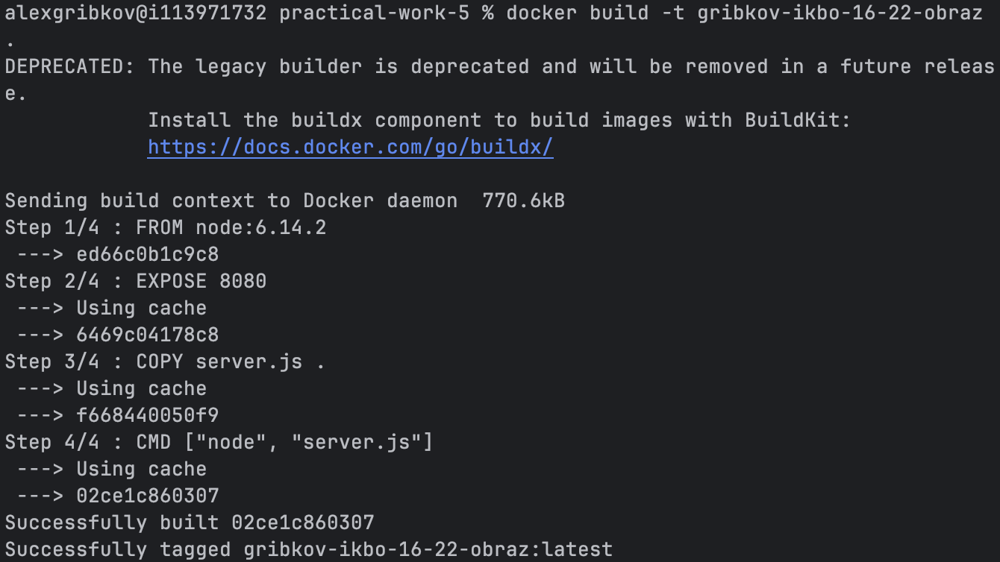 alexgribkov@i113971732 practical-work-5 % docker build -t gribkov-ikbo-16-22-obraz
.
DEPRECATED: The legacy builder is deprecated and will be removed in a future releas
e.
            Install the buildx component to build images with BuildKit:
            https://docs.docker.com/go/buildx/

Sending build context to Docker daemon  770.6kB
Step 1/4 : FROM node:6.14.2
 ---> ed66c0b1c9c8
Step 2/4 : EXPOSE 8080
 ---> Using cache
 ---> 6469c04178c8
Step 3/4 : COPY server.js .
 ---> Using cache
 ---> f668440050f9
Step 4/4 : CMD ["node", "server.js"]
 ---> Using cache
 ---> 02ce1c860307
Successfully built 02ce1c860307
Successfully tagged gribkov-ikbo-16-22-obraz:latest